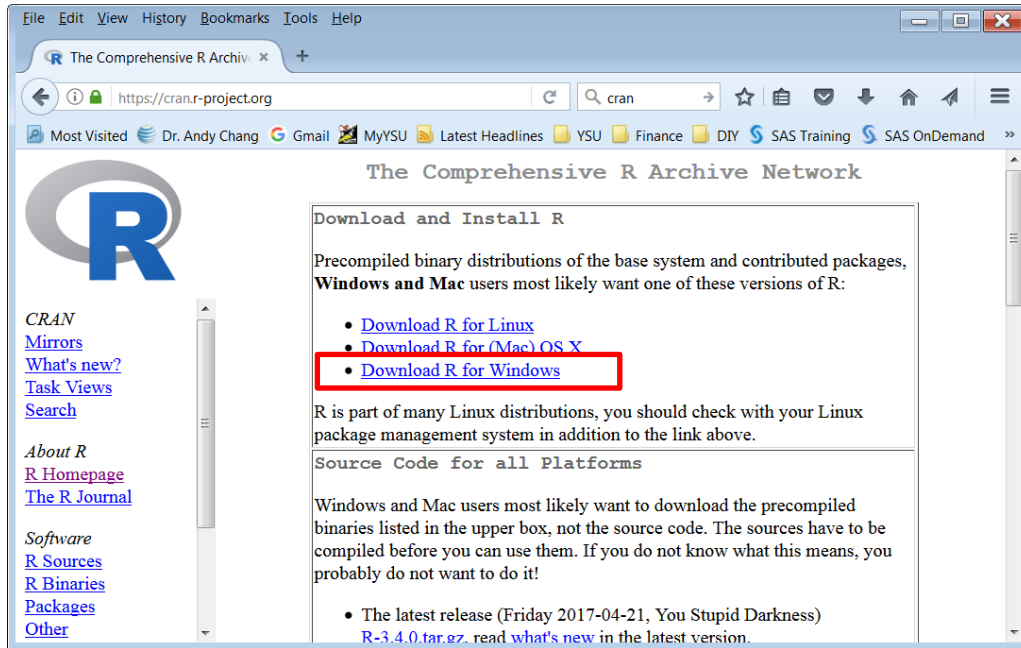 File Edit View History Bookmarks Tools Help
The Comprehensive R Archiv
https://cran.r-project.org
cran
Most Visited Dr. Andy Chang Gmail MyYSU Latest Headlines YSU Finance DIY SAS Training SAS OnDemand »
R
CRAN
Mirrors
What's new?
Task Views
Search
About R
R Homepage
The R Journal
Software
R Sources
R Binaries
Packages
Other
The Comprehensive R Archive Network
Download and Install R
Precompiled binary distributions of the base system and contributed packages,
Windows and Mac users most likely want one of these versions of R:
• Download R for Linux
• Download R for (Mac) OS X
• Download R for Windows
R is part of many Linux distributions, you should check with your Linux
package management system in addition to the link above.
Source Code for all Platforms
Windows and Mac users most likely want to download the precompiled
binaries listed in the upper box, not the source code. The sources have to be
compiled before you can use them. If you do not know what this means, you
probably do not want to do it!
• The latest release (Friday 2017-04-21, You Stupid Darkness)
R-3.4.0.tar.gz, read what's new in the latest version.